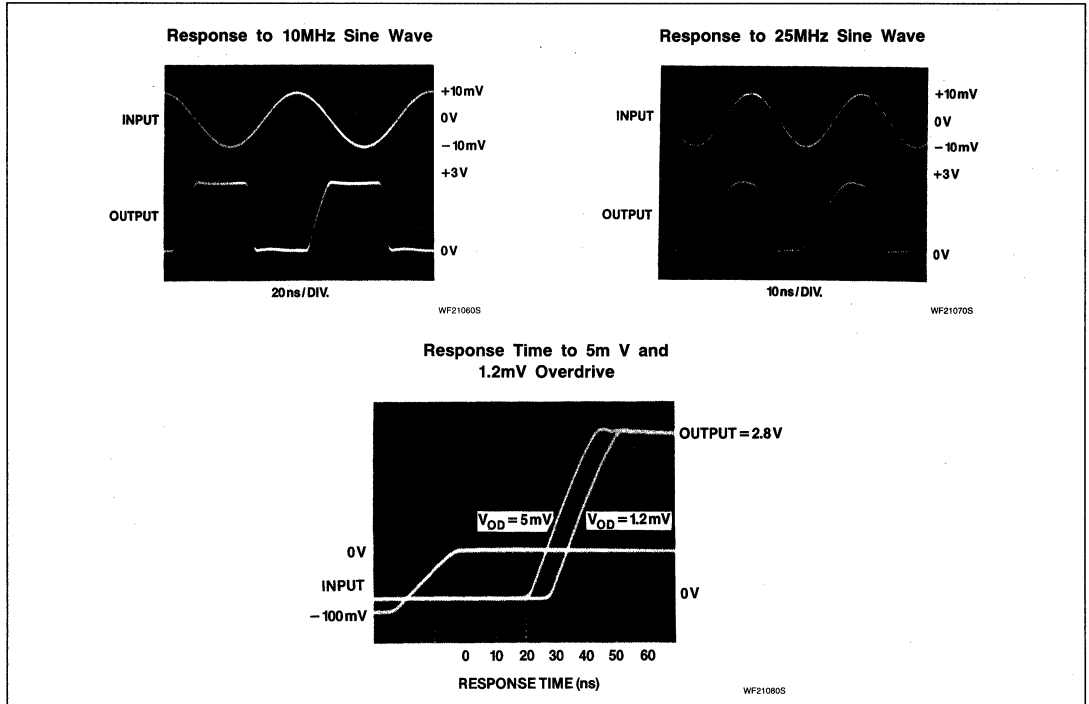 Response to 10MHz Sine Wave
INPUT
+10mV
0V
−10mV
OUTPUT
+3V
0V
20ns/DIV.
WF21060S
Response to 25MHz Sine Wave
INPUT
+10mV
0V
−10mV
OUTPUT
+3V
0V
10ns/DIV.
WF21070S
Response Time to 5m V and
1.2mV Overdrive
OUTPUT = 2.8V
VOD = 5mV
VOD = 1.2mV
0V
INPUT
−100mV
0V
0 10 20 30 40 50 60
RESPONSE TIME (ns)
WF21080S